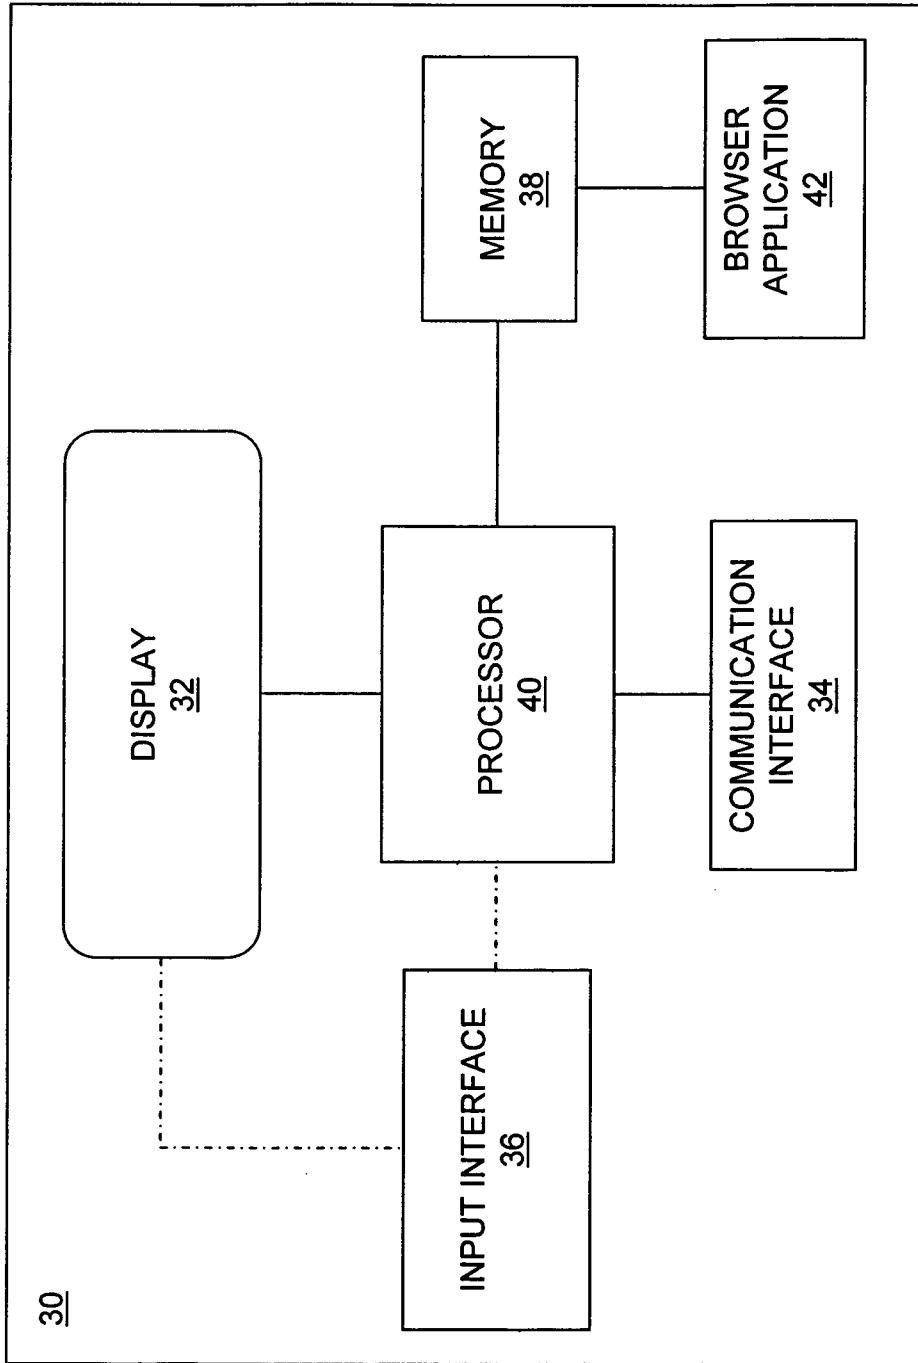 30
DISPLAY
32
INPUT INTERFACE
36
PROCESSOR
40
MEMORY
38
COMMUNICATION
INTERFACE
34
BROWSER
APPLICATION
42